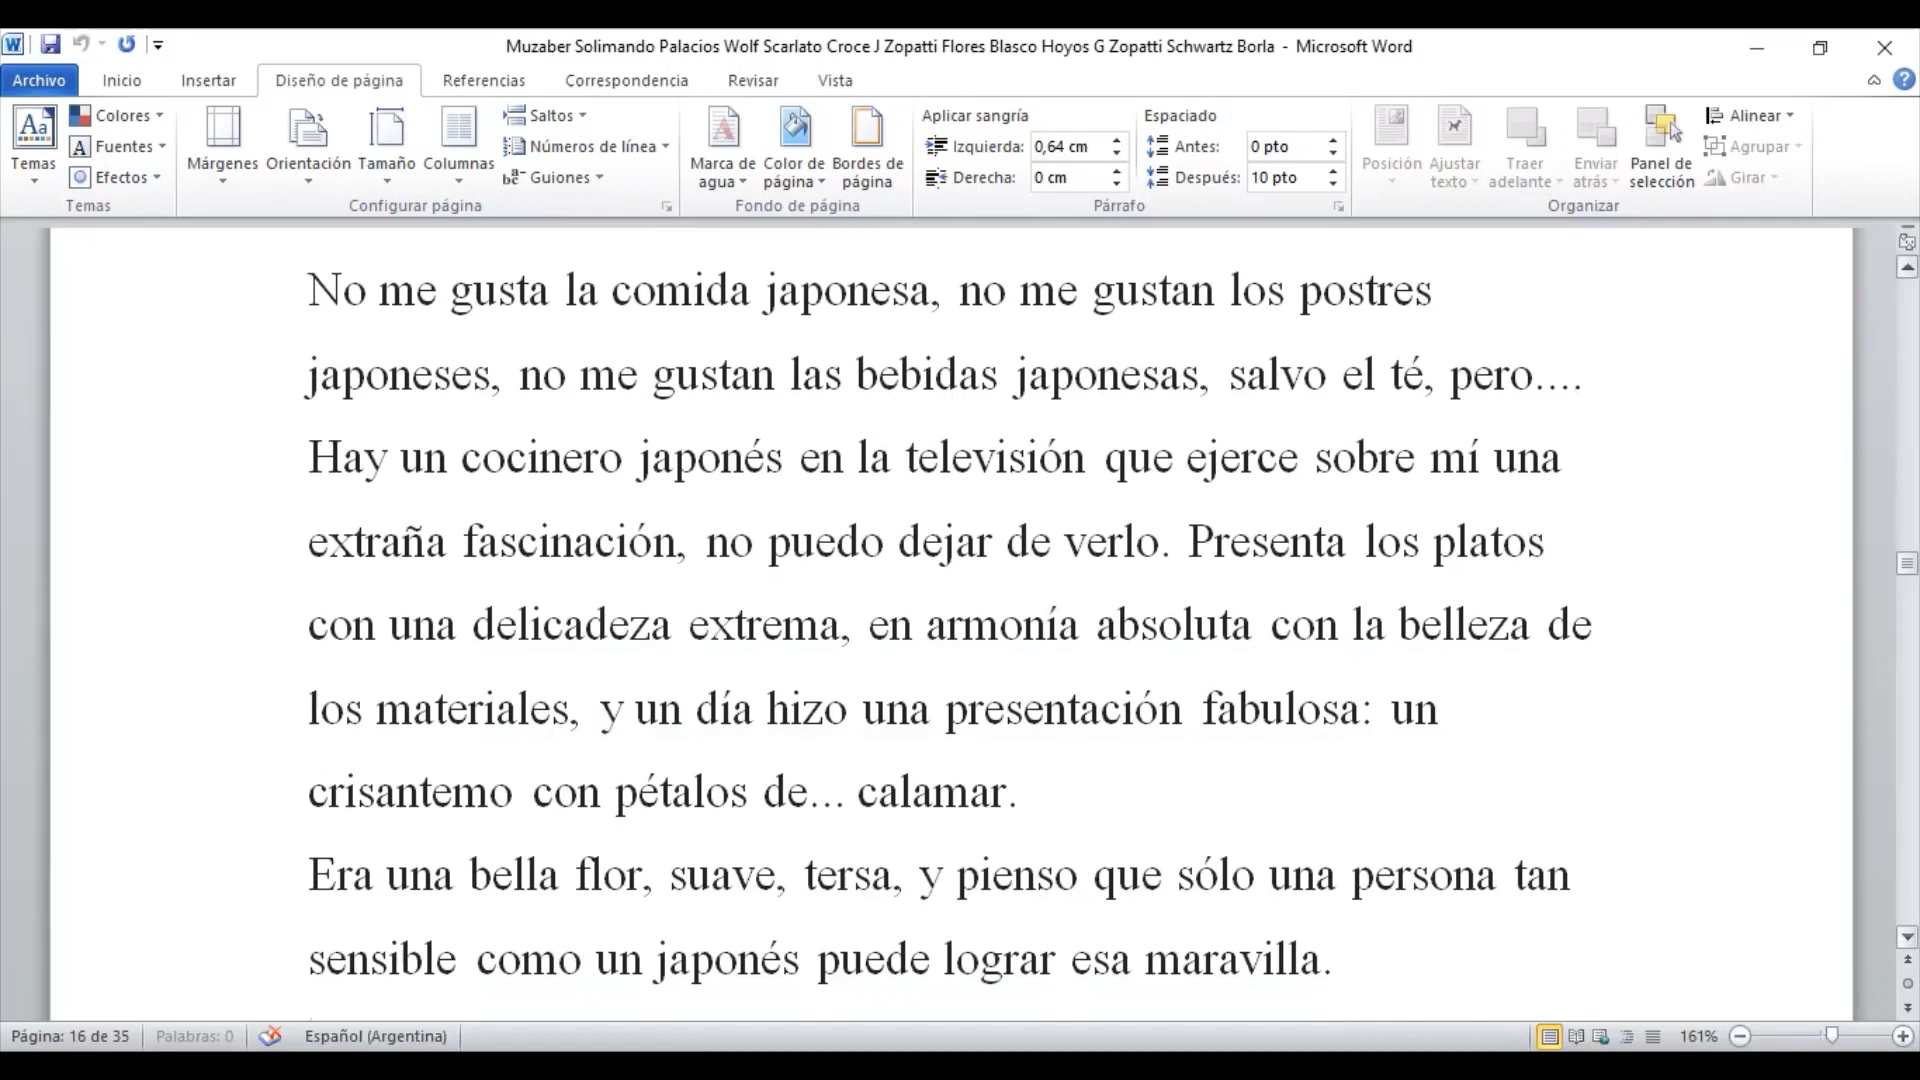 Muzaber Solimando Palacios Wolf Scarlato Croce J Zopatti Flores Blasco Hoyos G Zopatti Schwartz Borla - Microsoft Word
Archivo Inicio Insertar Diseño de página Referencias Correspondencia Revisar Vista
Colores Saltos Aplicar sangría Espaciado Alinear
Fuentes Números de línea Izquierda: 0,64 cm Antes: 0 pto Agrupar
Temas Márgenes Orientación Tamaño Columnas Marca de agua Color de página Bordes de página Posición Ajustar texto Traer adelante Enviar atrás Panel de selección
Efectos Guiones Derecha: 0 cm Después: 10 pto Girar
Temas Configurar página Fondo de página Párrafo Organizar
No me gusta la comida japonesa, no me gustan los postres
japoneses, no me gustan las bebidas japonesas, salvo el té, pero....
Hay un cocinero japonés en la televisión que ejerce sobre mí una
extraña fascinación, no puedo dejar de verlo. Presenta los platos
con una delicadeza extrema, en armonía absoluta con la belleza de
los materiales, y un día hizo una presentación fabulosa: un
crisantemo con pétalos de... calamar.
Era una bella flor, suave, tersa, y pienso que sólo una persona tan
sensible como un japonés puede lograr esa maravilla.
Página: 16 de 35 Palabras: 0 Español (Argentina) 161%